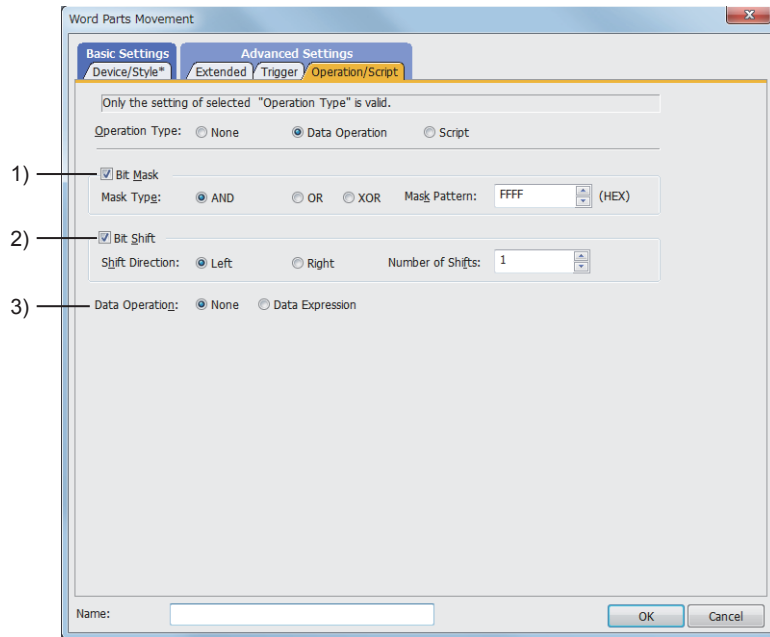 Word Parts Movement
x
Basic Settings Advanced Settings
Device/Style* Extended Trigger Operation/Script
Only the setting of selected "Operation Type" is valid.
Operation Type: None Data Operation Script
1) Bit Mask
Mask Type: AND OR XOR Mask Pattern: FFFF (HEX)
2) Bit Shift
Shift Direction: Left Right Number of Shifts: 1
3) Data Operation: None Data Expression
Name: OK Cancel